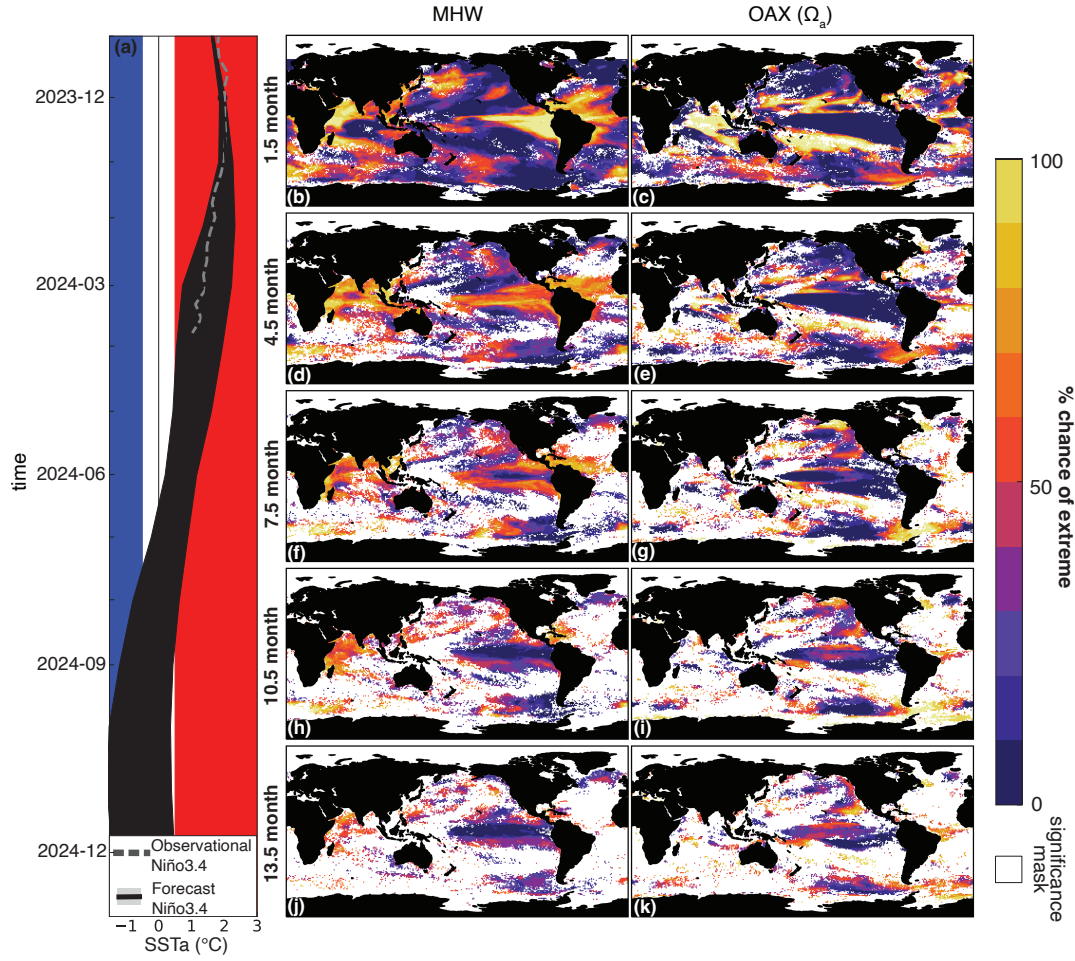 MHW
OAX (Ωa)
(a)
2023-12
2024-03
2024-06
2024-09
2024-12
time
Observational
Niño3.4
Forecast
Niño3.4
−1 0 1 2 3
SSTa (°C)
1.5 month
(b)
(c)
4.5 month
(d)
(e)
7.5 month
(f)
(g)
10.5 month
(h)
(i)
13.5 month
(j)
(k)
100
50
0
% chance of extreme
significance
mask